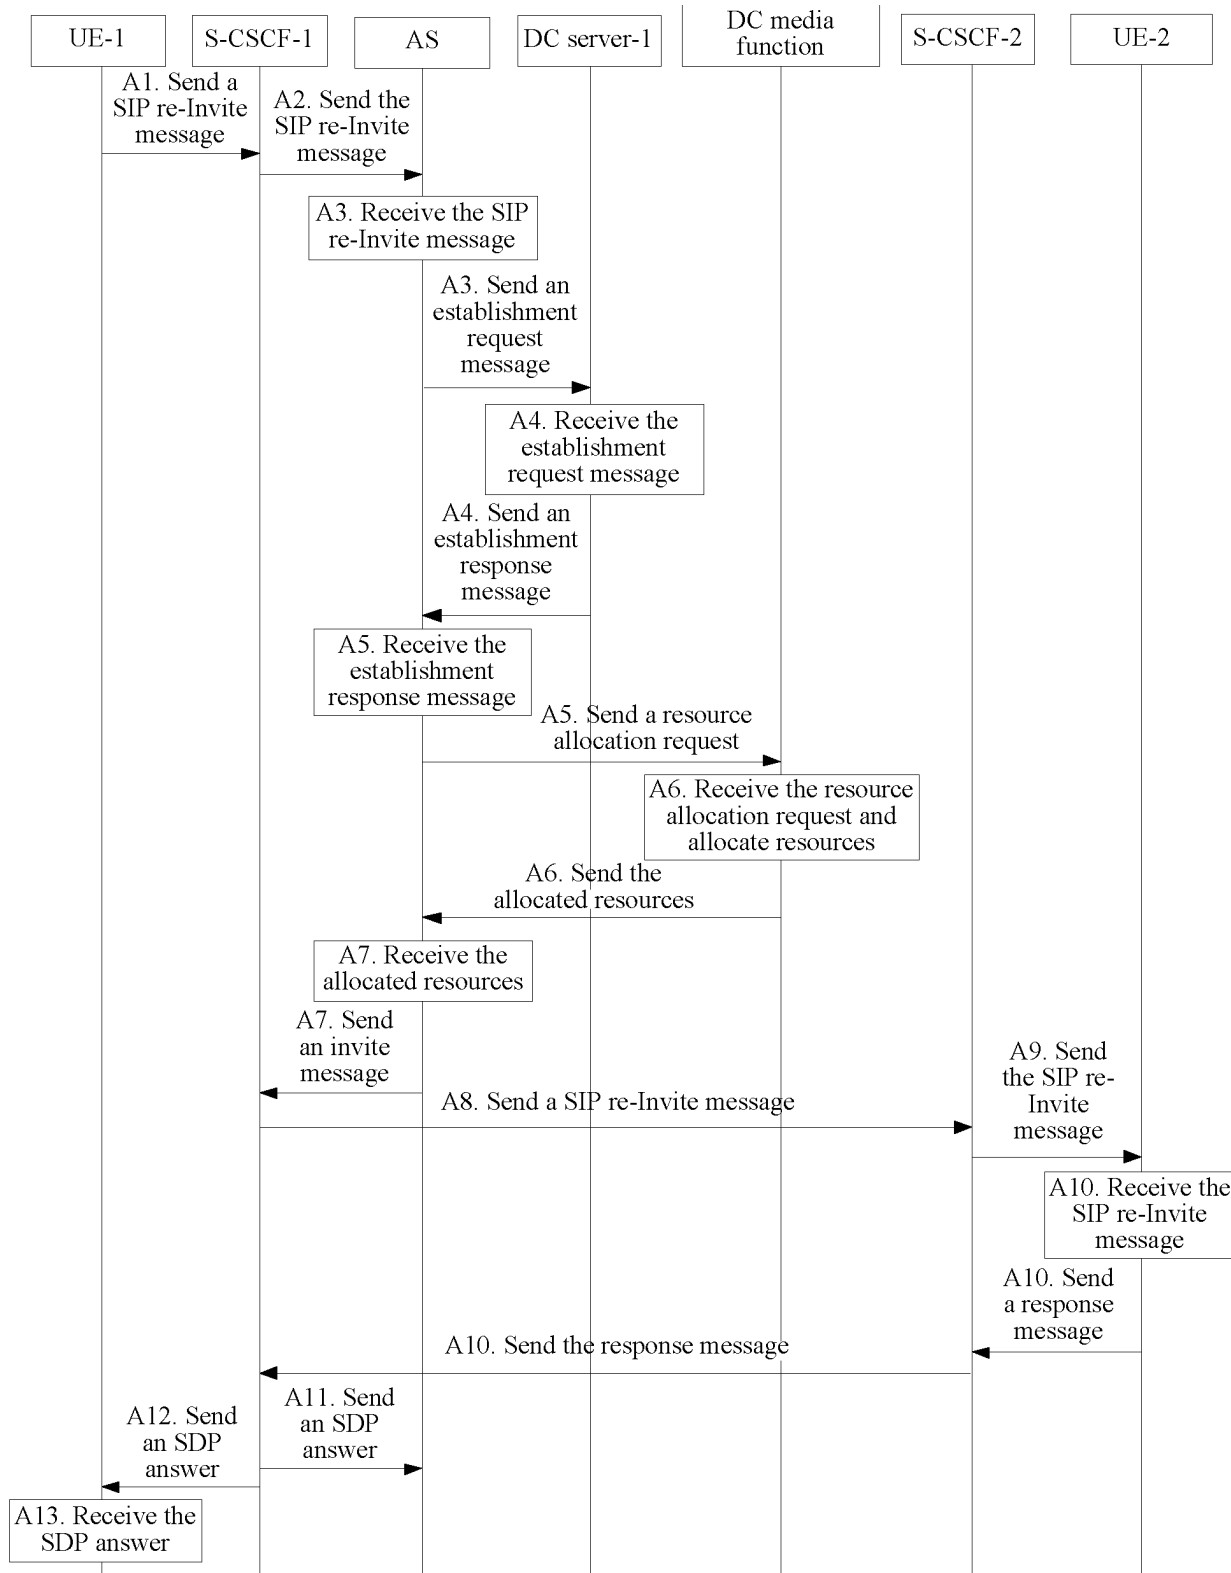 UE-1
S-CSCF-1
AS
DC server-1
DC media
function
S-CSCF-2
UE-2
A1. Send a
SIP re-Invite
message
A2. Send the
SIP re-Invite
message
A3. Receive the SIP
re-Invite message
A3. Send an
establishment
request
message
A4. Receive the
establishment
request message
A4. Send an
establishment
response
message
A5. Receive the
establishment
response message
A5. Send a resource
allocation request
A6. Receive the resource
allocation request and
allocate resources
A6. Send the
allocated resources
A7. Receive the
allocated resources
A7. Send
an invite
message
A8. Send a SIP re-Invite message
A9. Send
the SIP re-
Invite
message
A10. Receive the
SIP re-Invite
message
A10. Send
a response
message
A10. Send the response message
A11. Send
an SDP
answer
A12. Send
an SDP
answer
A13. Receive the
SDP answer